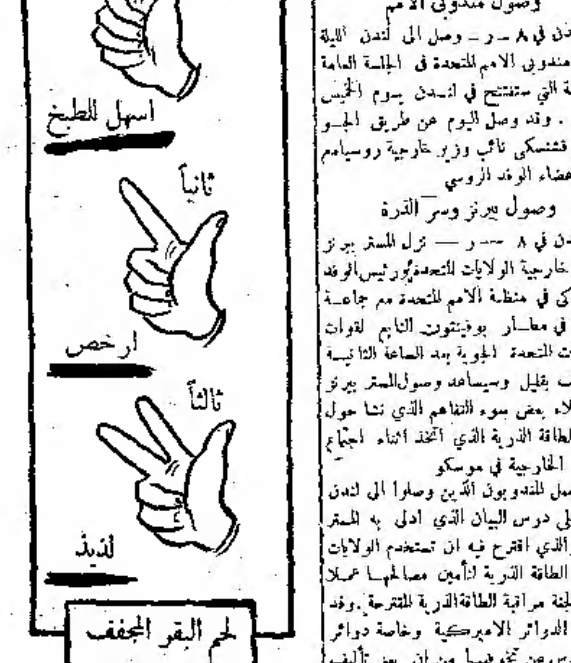 وصول مندوبي الامم
دن في ٨ ـ ر ـ وصل الى لندن الليلة
مندوبي الامم المتحدة في الجلسة العامة
ة التي ستفتتح في لندن يوم الخميس
. وقد وصل اليوم عن طريق الجو
نائب وزير خارجية روسيا مع
عضاء الوفد الروسي
وصول بيرنز وسر الذرة
دن في ٨ ـ ر — نزل المستر بيرنز
خارجية الولايات المتحدة ورئيس الوفد
كي في منظمة الامم المتحدة مع جماعة
في مطار بوفينتون التابع لقوات
ت المتحدة الجوية بعد الساعة الثانية
ف بقليل وسيساعد وصول المستر بيرنز
لاء بعض سوء التفاهم الذي نشا حول
لطاقة الذرية الذي اتخذ اثناء اجتماع
الخارجية في موسكو
مل المندوبون الذين وصلوا الى لندن
لى درس البيان الذي ادلى به المستر
والذي اقترح فيه ان تستخدم الولايات
الطاقة الذرية لتأمين مصالحها عملا
لجنة مراقبة الطاقة الذرية المقترحة. وقد
الدوائر الاميركية وخاصة دوائر
اسهل للطبخ
ثانياً
ارخص
ثالثاً
لذيذ
لحم البقر المجفف